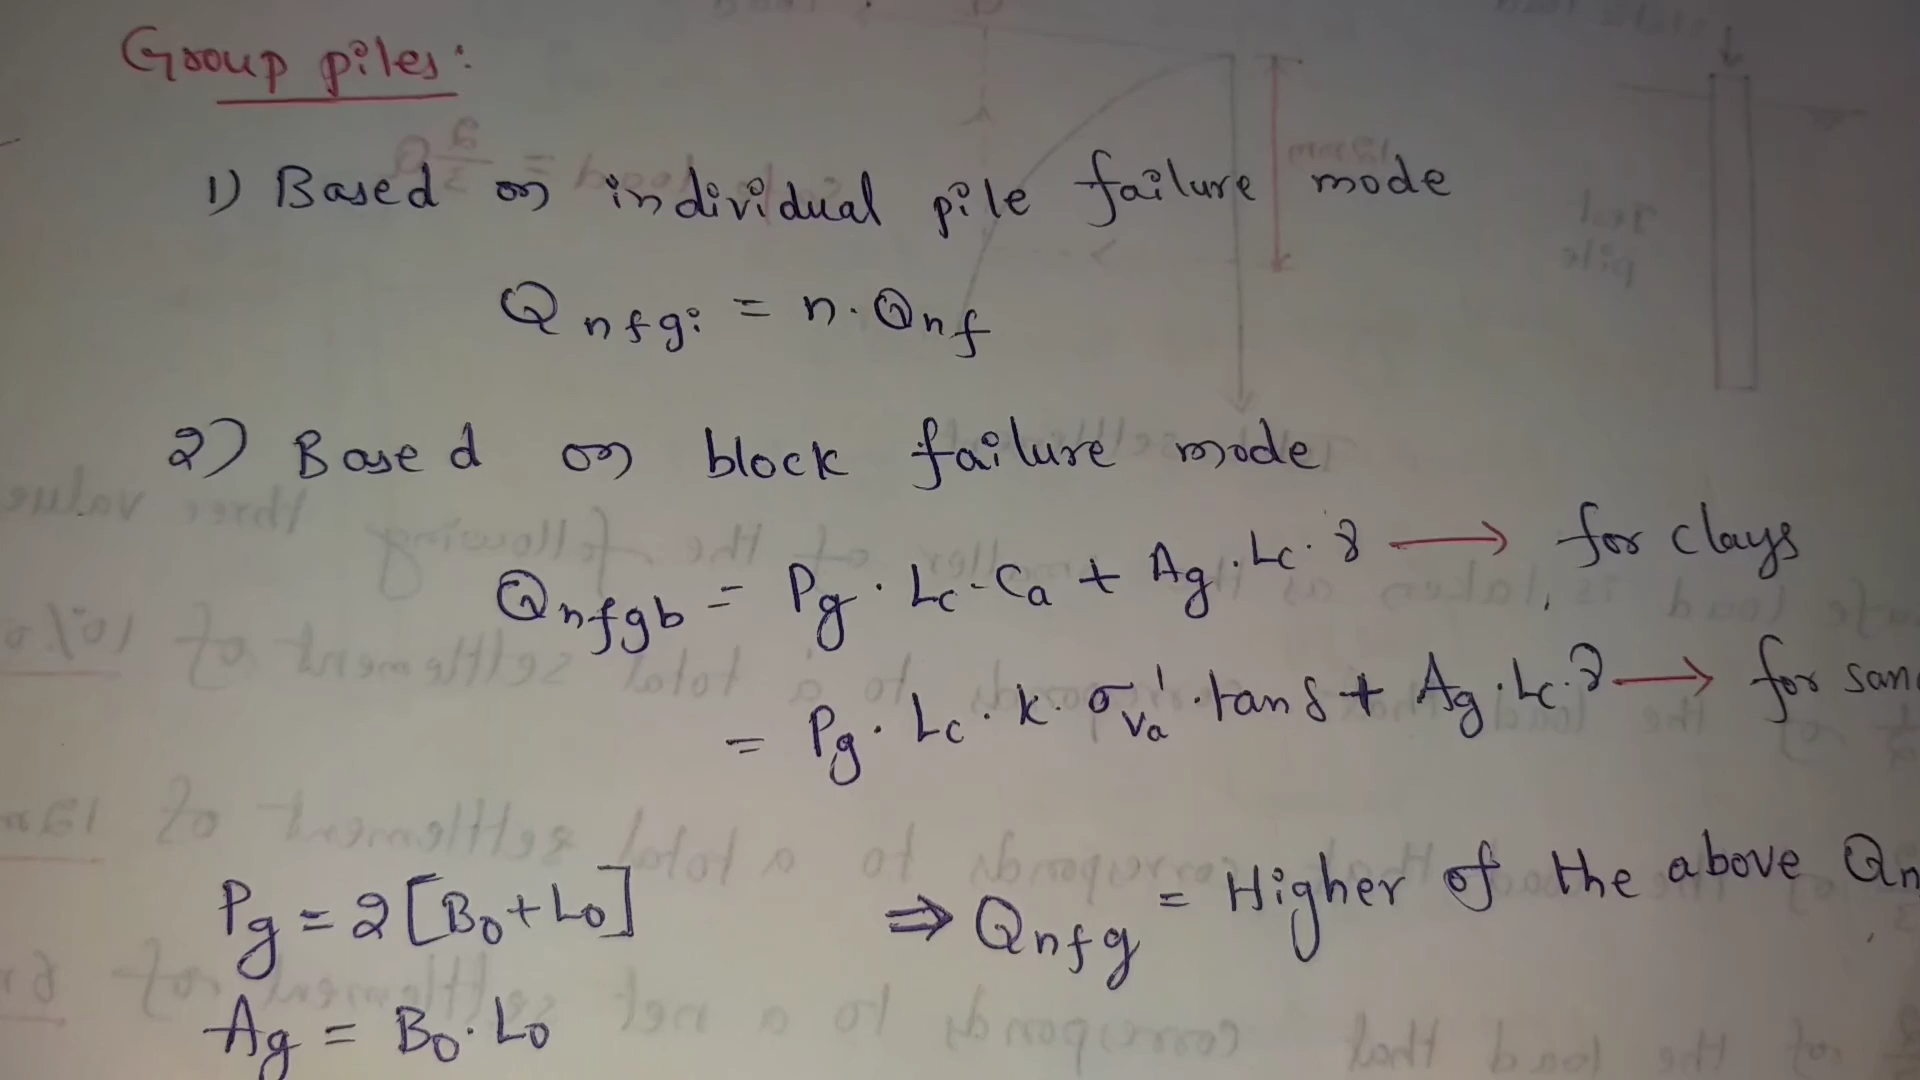 Group piles:
1) Based on individual pile failure mode
Qnfgi = n. Qnf
2) Based on block failure mode
Qnfgb = Pg . Lc . Ca + Ag . Lc . γ → for clays
= Pg . Lc . k . σ'va . tan δ + Ag . Lc . γ → for san
Pg = 2 [B0 + L0] ⇒ Qnfg = Higher of the above Qn
Ag = B0 . L0